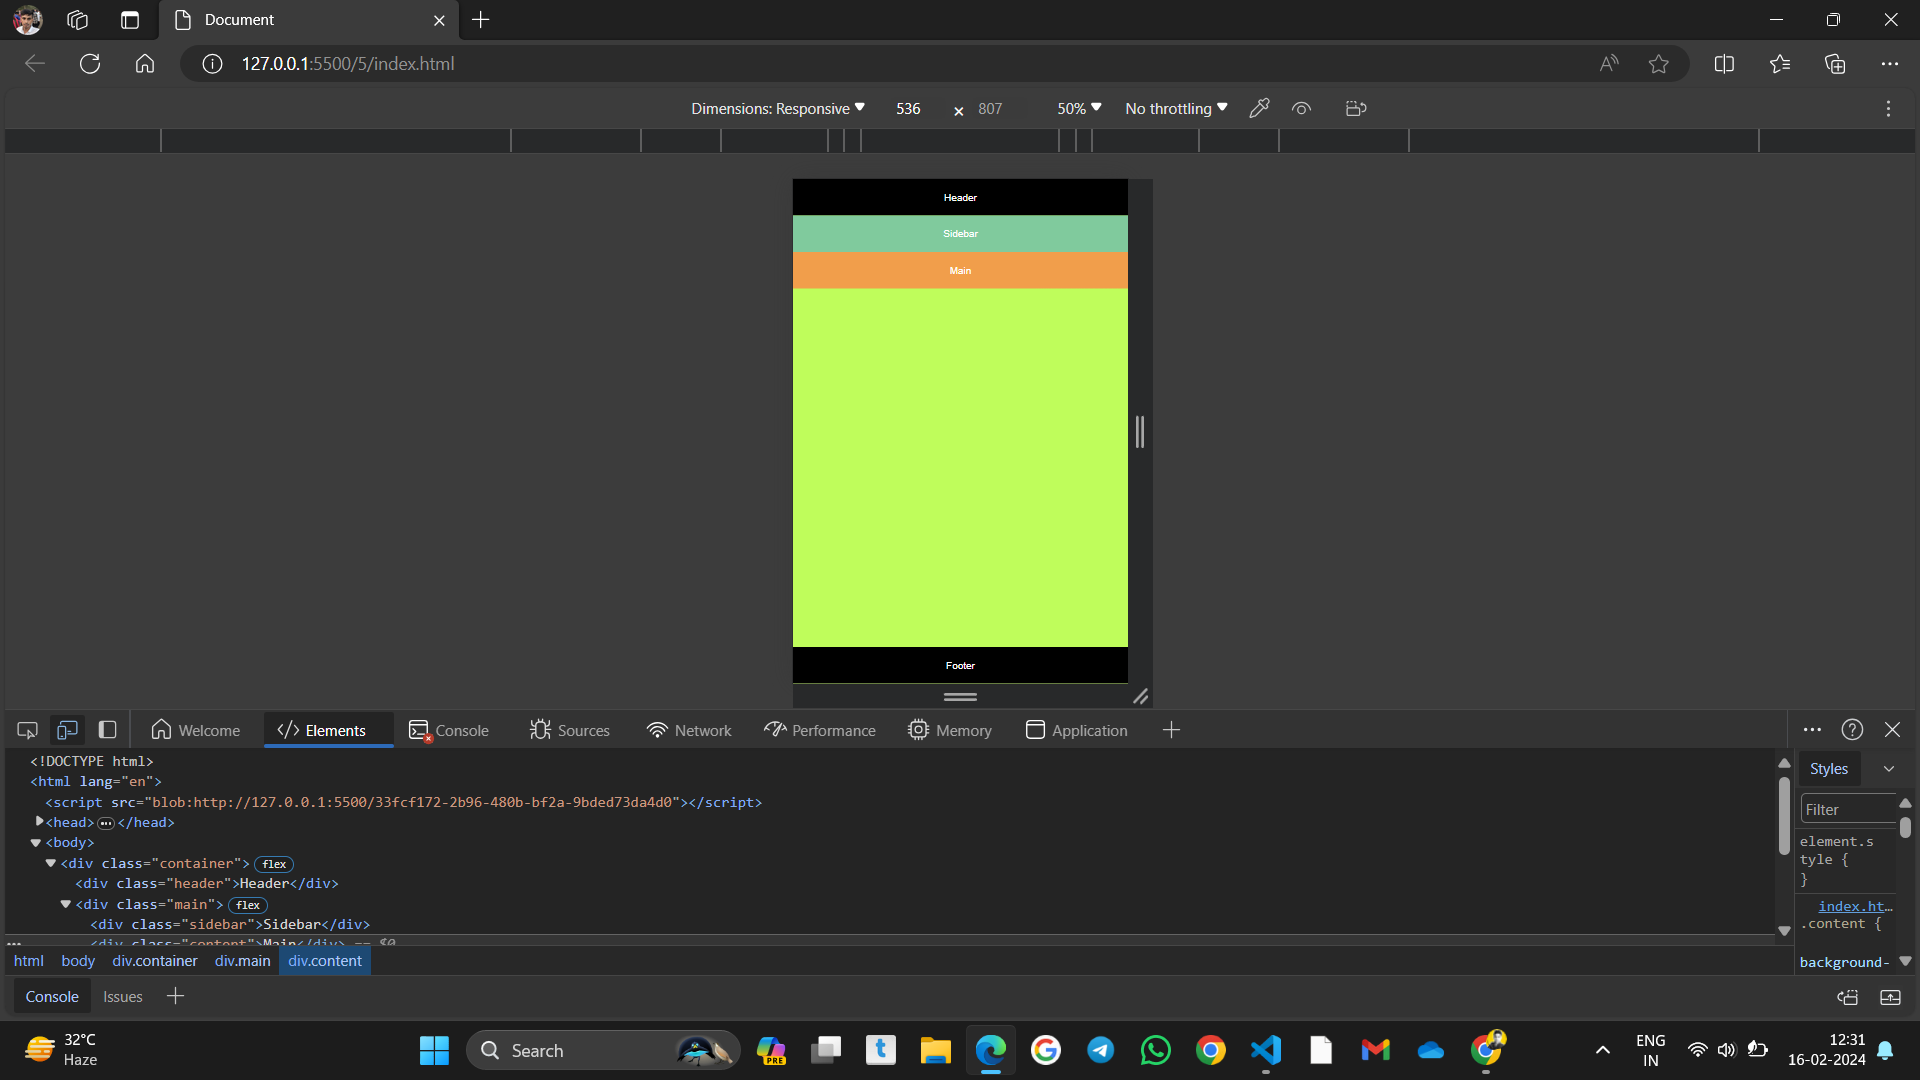 Document
127.0.0.1:5500/5/index.html
Dimensions: Responsive 536 × 807 50% No throttling
Header
Sidebar
Main
Footer
Welcome Elements Console Sources Network Performance Memory Application
<!DOCTYPE html>
<html lang="en">
<script src="blob:http://127.0.0.1:5500/33fcf172-2b96-480b-bf2a-9bded73da4d0"></script>
<head>…</head>
<body>
<div class="container"> flex
<div class="header">Header</div>
<div class="main"> flex
<div class="sidebar">Sidebar</div>
<div class="content">Main</div> == $0
html body div.container div.main div.content
Styles
Filter
element.s
tyle {
}
index.ht…
.content {
background-
Console Issues
32°C
Haze
Search
PRE
t
G
ENG
IN
12:31
16-02-2024